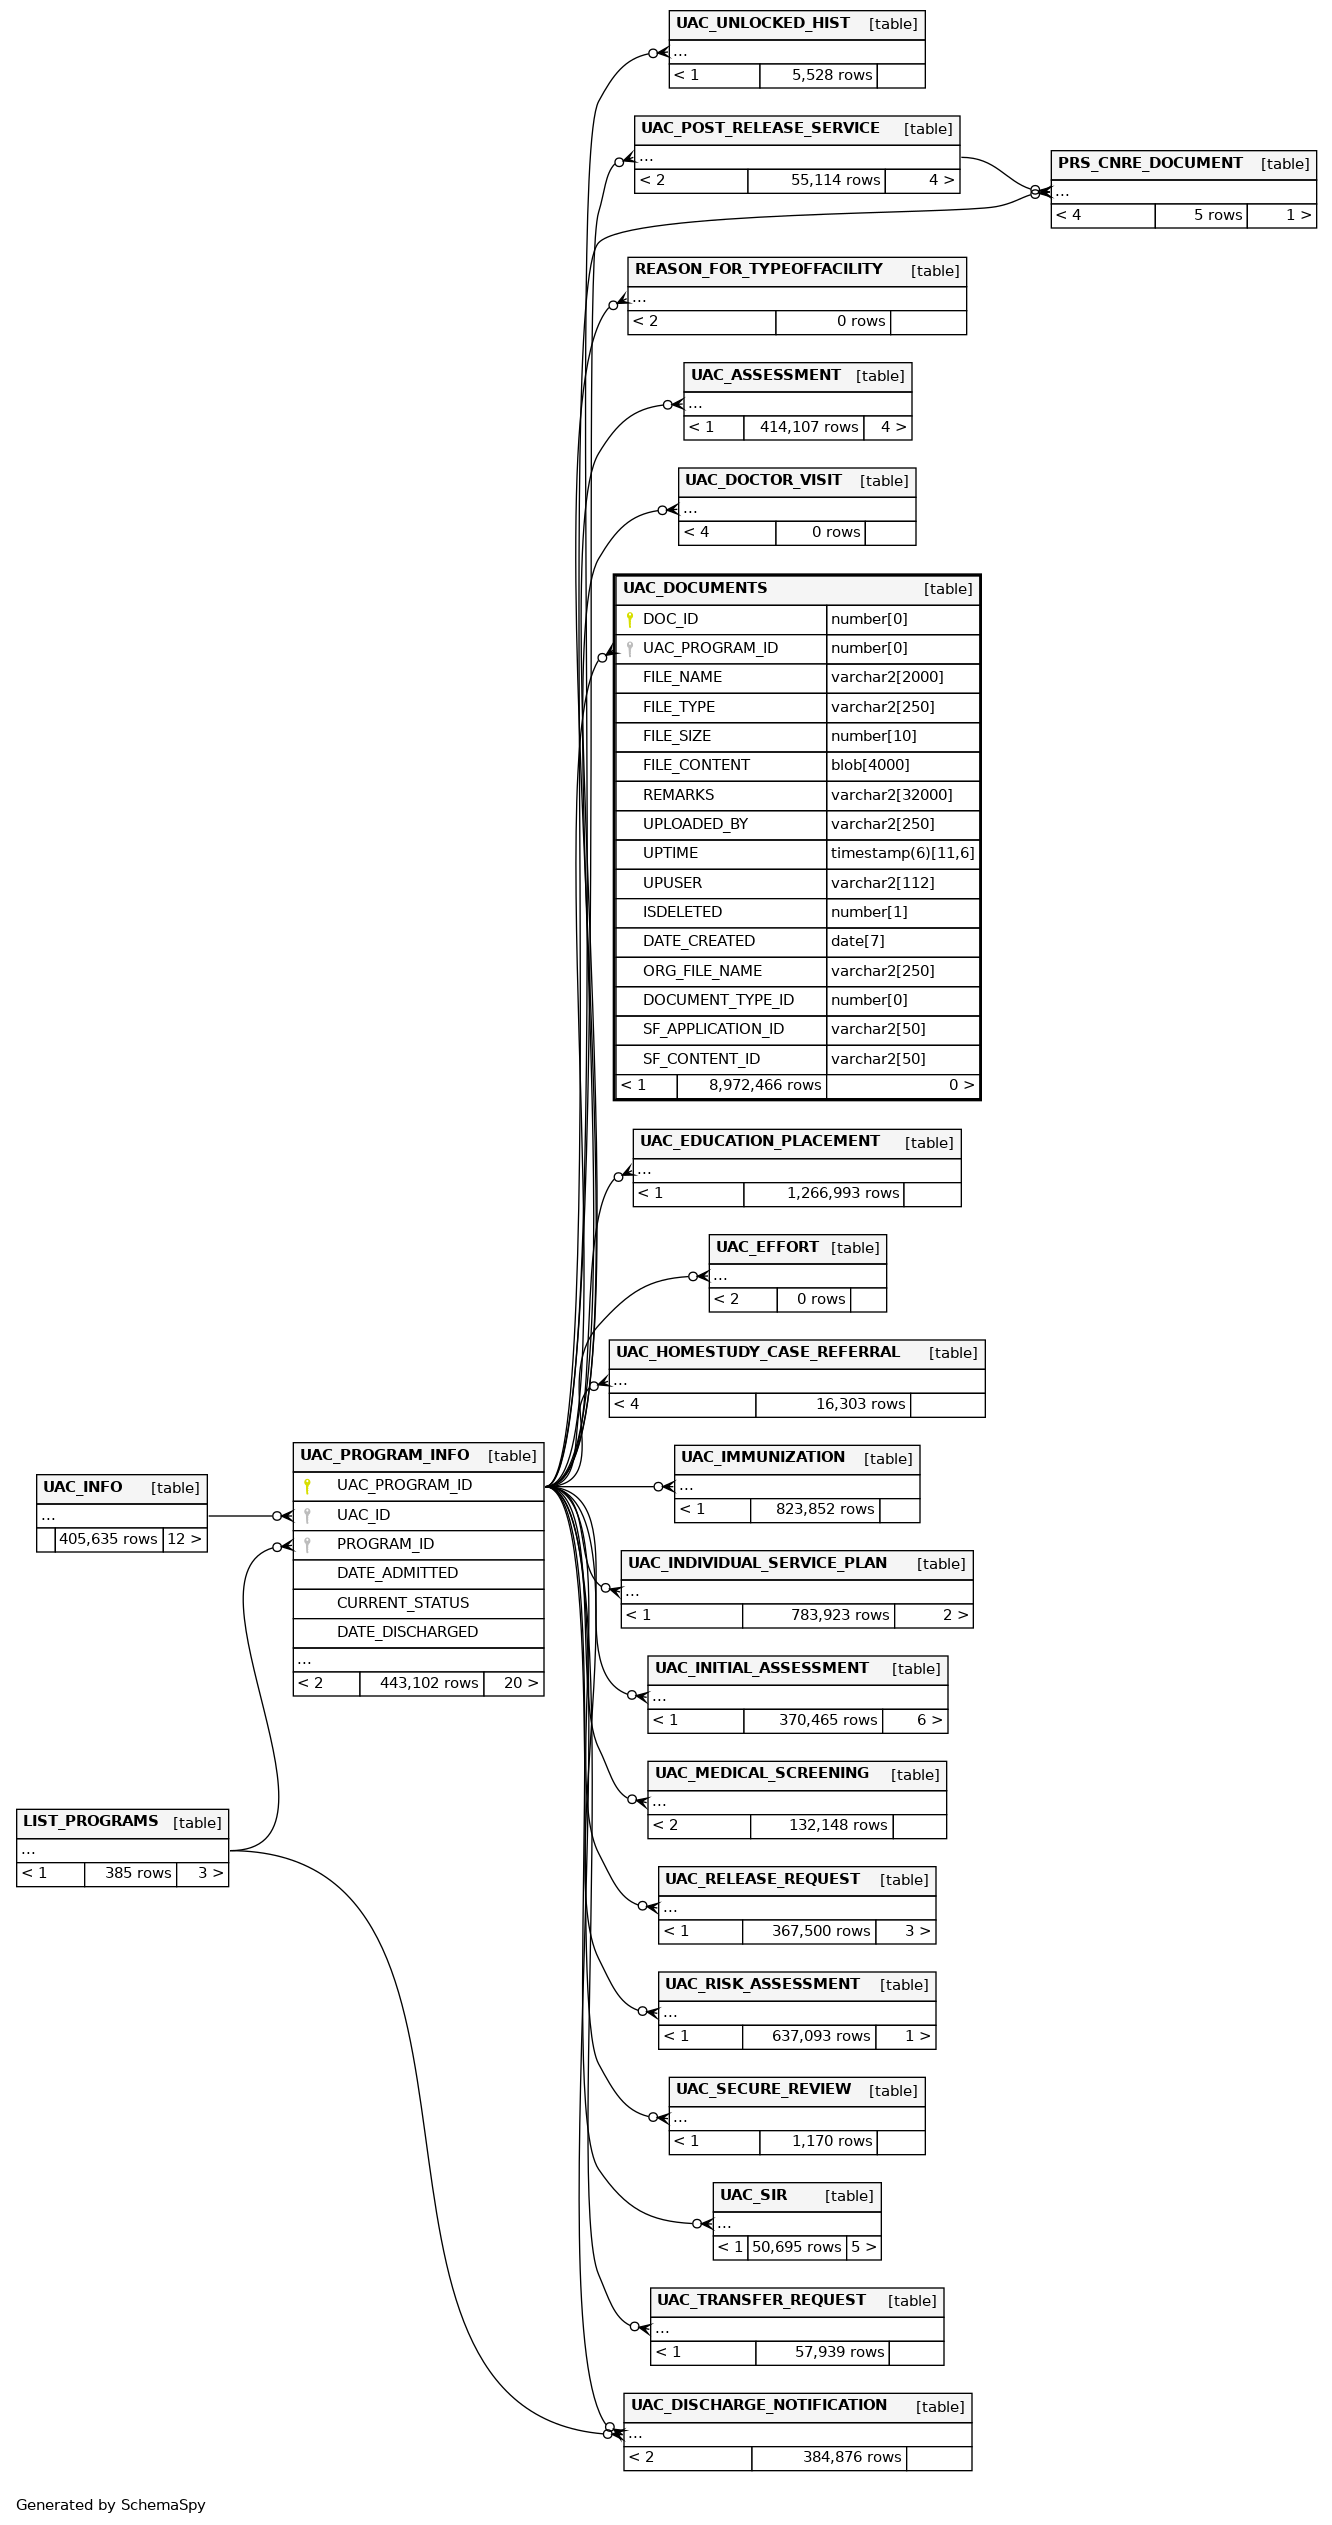 UAC_UNLOCKED_HIST [table]
...
< 1 5,528 rows
UAC_POST_RELEASE_SERVICE [table]
...
< 2 55,114 rows 4 >
PRS_CNRE_DOCUMENT [table]
...
< 4 5 rows 1 >
REASON_FOR_TYPEOFFACILITY [table]
...
< 2 0 rows
UAC_ASSESSMENT [table]
...
< 1 414,107 rows 4 >
UAC_DOCTOR_VISIT [table]
...
< 4 0 rows
UAC_DOCUMENTS [table]
DOC_ID number[0]
UAC_PROGRAM_ID number[0]
FILE_NAME varchar2[2000]
FILE_TYPE varchar2[250]
FILE_SIZE number[10]
FILE_CONTENT blob[4000]
REMARKS varchar2[32000]
UPLOADED_BY varchar2[250]
UPTIME timestamp(6)[11,6]
UPUSER varchar2[112]
ISDELETED number[1]
DATE_CREATED date[7]
ORG_FILE_NAME varchar2[250]
DOCUMENT_TYPE_ID number[0]
SF_APPLICATION_ID varchar2[50]
SF_CONTENT_ID varchar2[50]
< 1 8,972,466 rows 0 >
UAC_EDUCATION_PLACEMENT [table]
...
< 1 1,266,993 rows
UAC_EFFORT [table]
...
< 2 0 rows
UAC_HOMESTUDY_CASE_REFERRAL [table]
...
< 4 16,303 rows
UAC_INFO [table]
...
405,635 rows 12 >
UAC_PROGRAM_INFO [table]
UAC_PROGRAM_ID
UAC_ID
PROGRAM_ID
DATE_ADMITTED
CURRENT_STATUS
DATE_DISCHARGED
...
< 2 443,102 rows 20 >
UAC_IMMUNIZATION [table]
...
< 1 823,852 rows
UAC_INDIVIDUAL_SERVICE_PLAN [table]
...
< 1 783,923 rows 2 >
UAC_INITIAL_ASSESSMENT [table]
...
< 1 370,465 rows 6 >
UAC_MEDICAL_SCREENING [table]
...
< 2 132,148 rows
LIST_PROGRAMS [table]
...
< 1 385 rows 3 >
UAC_RELEASE_REQUEST [table]
...
< 1 367,500 rows 3 >
UAC_RISK_ASSESSMENT [table]
...
< 1 637,093 rows 1 >
UAC_SECURE_REVIEW [table]
...
< 1 1,170 rows
UAC_SIR [table]
...
< 1 50,695 rows 5 >
UAC_TRANSFER_REQUEST [table]
...
< 1 57,939 rows
UAC_DISCHARGE_NOTIFICATION [table]
...
< 2 384,876 rows
Generated by SchemaSpy